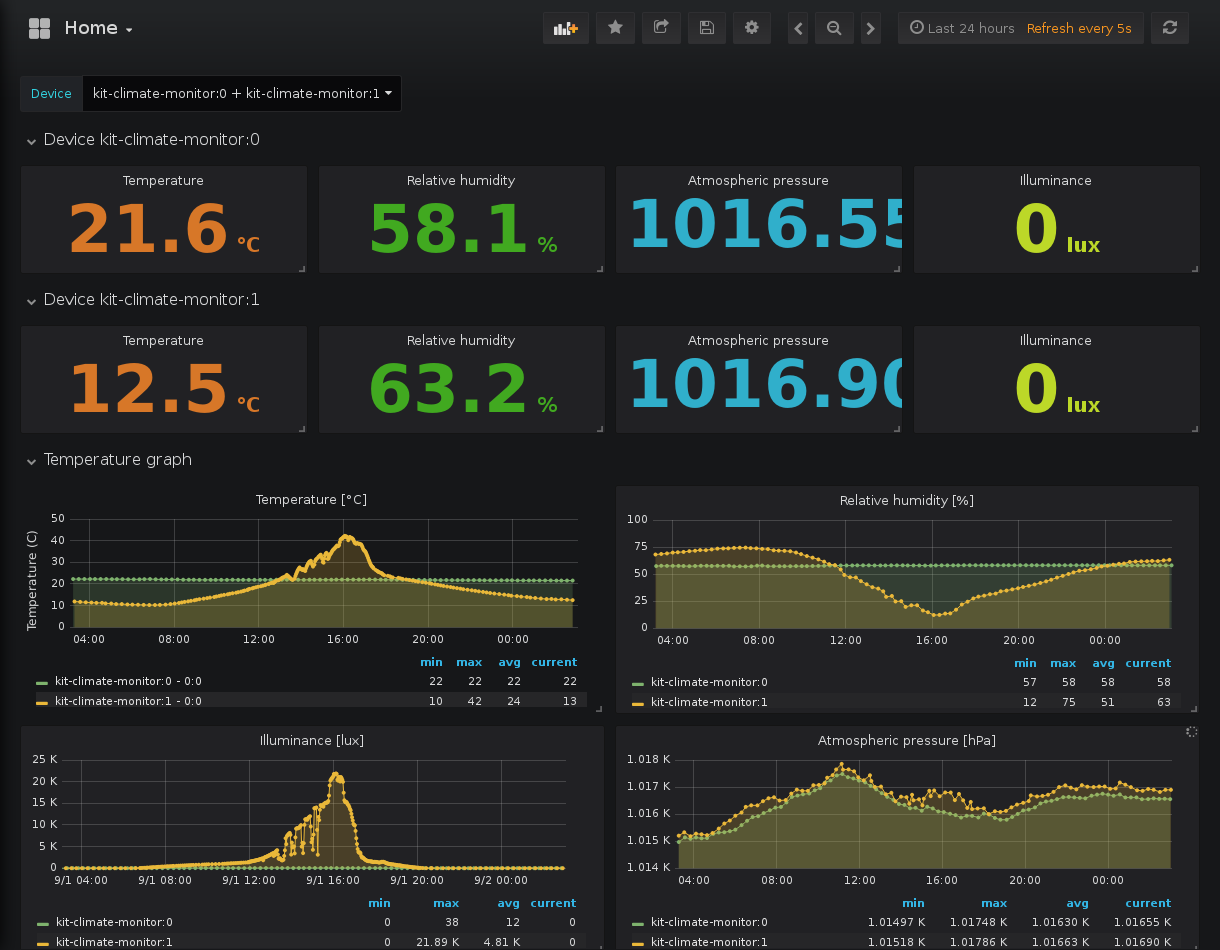 Home
Last 24 hours Refresh every 5s
Device kit-climate-monitor:0 + kit-climate-monitor:1
Device kit-climate-monitor:0
Temperature
21.6 °C
Relative humidity
58.1 %
Atmospheric pressure
1016.55
Illuminance
0 lux
Device kit-climate-monitor:1
Temperature
12.5 °C
Relative humidity
63.2 %
Atmospheric pressure
1016.90
Illuminance
0 lux
Temperature graph
Temperature [°C]
Temperature (C)
50
40
30
20
10
0
04:00 08:00 12:00 16:00 20:00 00:00
min max avg current
kit-climate-monitor:0 - 0:0 22 22 22 22
kit-climate-monitor:1 - 0:0 10 42 24 13
Relative humidity [%]
100
75
50
25
0
04:00 08:00 12:00 16:00 20:00 00:00
min max avg current
kit-climate-monitor:0 57 58 58 58
kit-climate-monitor:1 12 75 51 63
Illuminance [lux]
25 K
20 K
15 K
10 K
5 K
0
9/1 04:00 9/1 08:00 9/1 12:00 9/1 16:00 9/1 20:00 9/2 00:00
min max avg current
kit-climate-monitor:0 0 38 12 0
kit-climate-monitor:1 0 21.89 K 4.81 K 0
Atmospheric pressure [hPa]
1.018 K
1.017 K
1.016 K
1.015 K
1.014 K
04:00 08:00 12:00 16:00 20:00 00:00
min max avg current
kit-climate-monitor:0 1.01497 K 1.01748 K 1.01630 K 1.01655 K
kit-climate-monitor:1 1.01518 K 1.01786 K 1.01663 K 1.01690 K